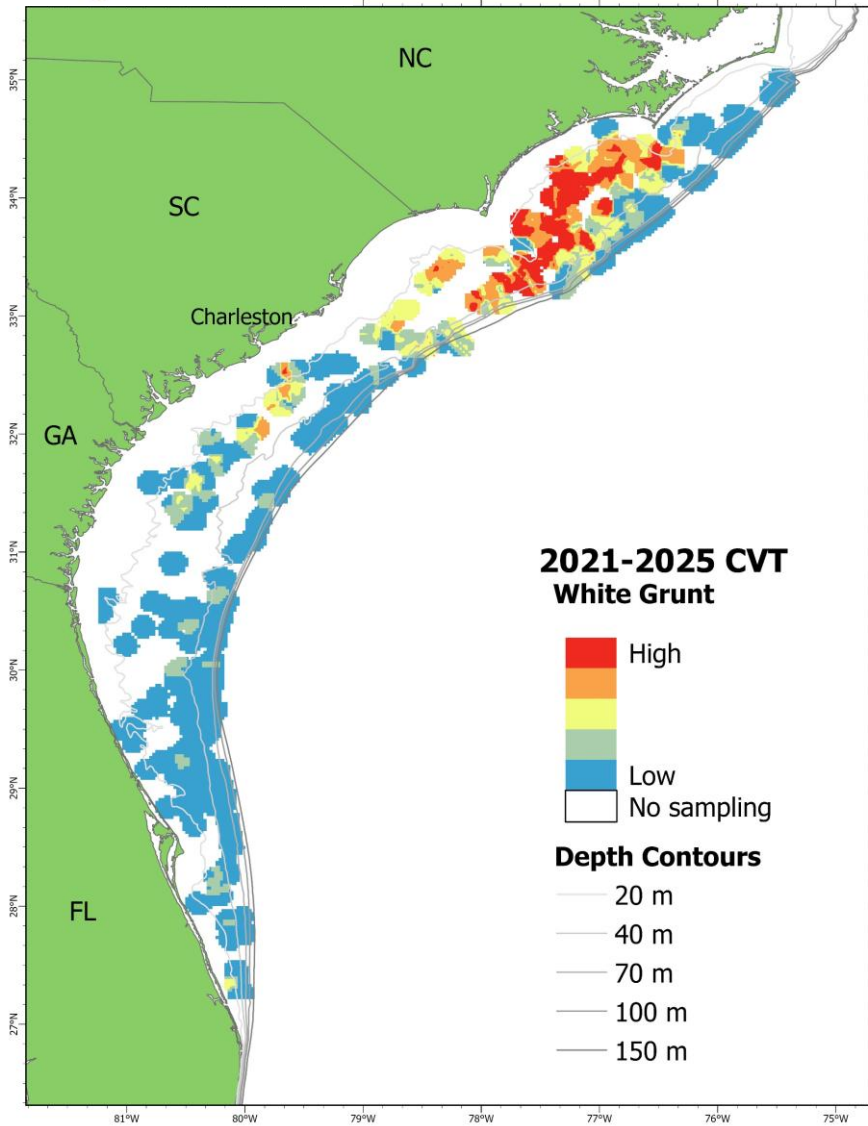 NC
SC
Charleston
GA
FL
2021-2025 CVT
White Grunt
High
Low
No sampling
Depth Contours
20 m
40 m
70 m
100 m
150 m
35°N
34°N
33°N
32°N
31°N
30°N
29°N
28°N
27°N
81°W
80°W
79°W
78°W
77°W
76°W
75°W